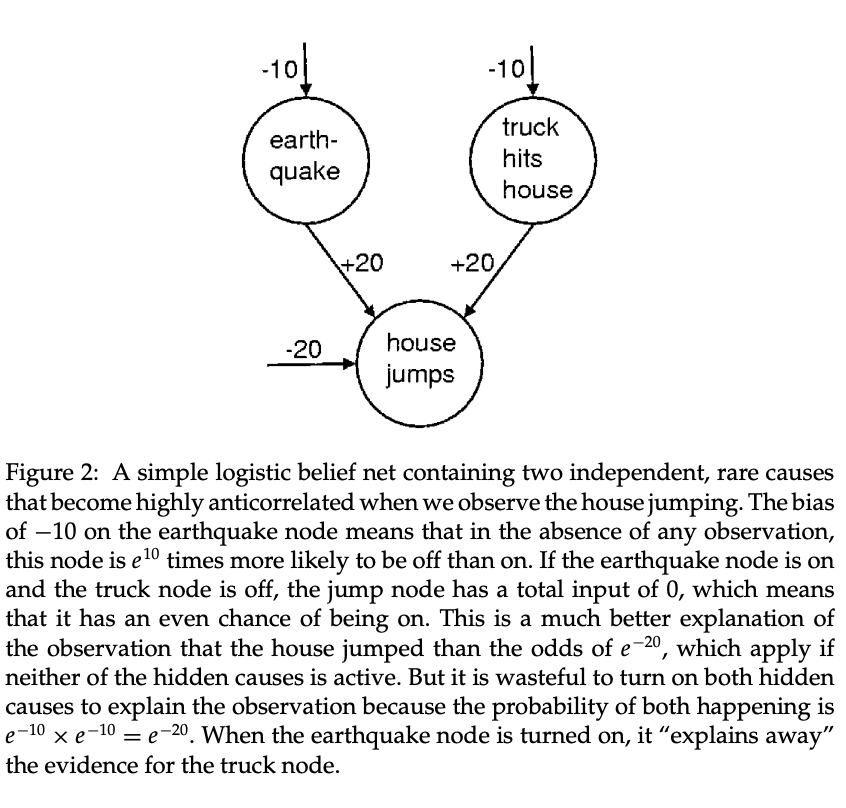 -10
-10
earth-
quake
truck
hits
house
+20
+20
-20
house
jumps
Figure 2: A simple logistic belief net containing two independent, rare causes
that become highly anticorrelated when we observe the house jumping. The bias
of −10 on the earthquake node means that in the absence of any observation,
this node is e¹⁰ times more likely to be off than on. If the earthquake node is on
and the truck node is off, the jump node has a total input of 0, which means
that it has an even chance of being on. This is a much better explanation of
the observation that the house jumped than the odds of e⁻²⁰, which apply if
neither of the hidden causes is active. But it is wasteful to turn on both hidden
causes to explain the observation because the probability of both happening is
e⁻¹⁰ × e⁻¹⁰ = e⁻²⁰. When the earthquake node is turned on, it “explains away”
the evidence for the truck node.